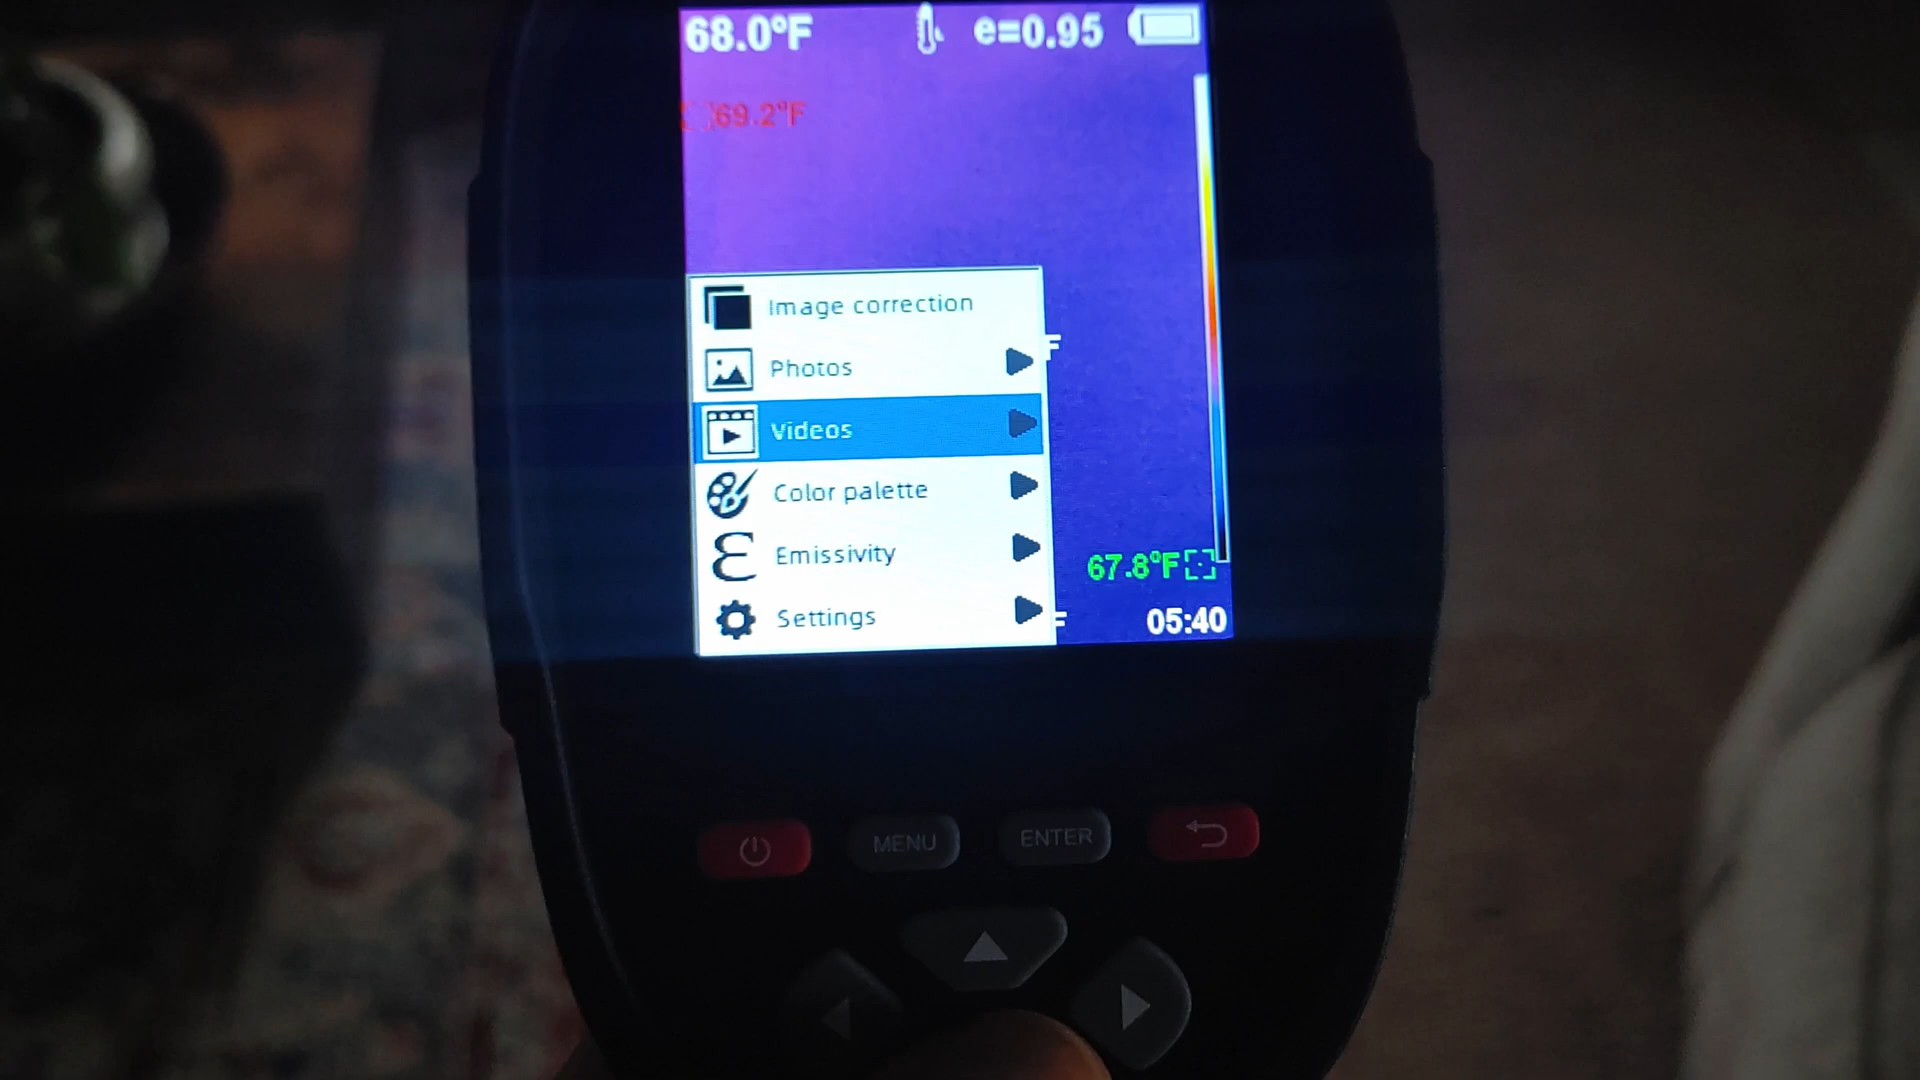 68.0°F e=0.95
69.2°F
Image correction
F
Photos
Videos
Color palette
Emissivity
67.8°F
Settings
05:40
MENU ENTER